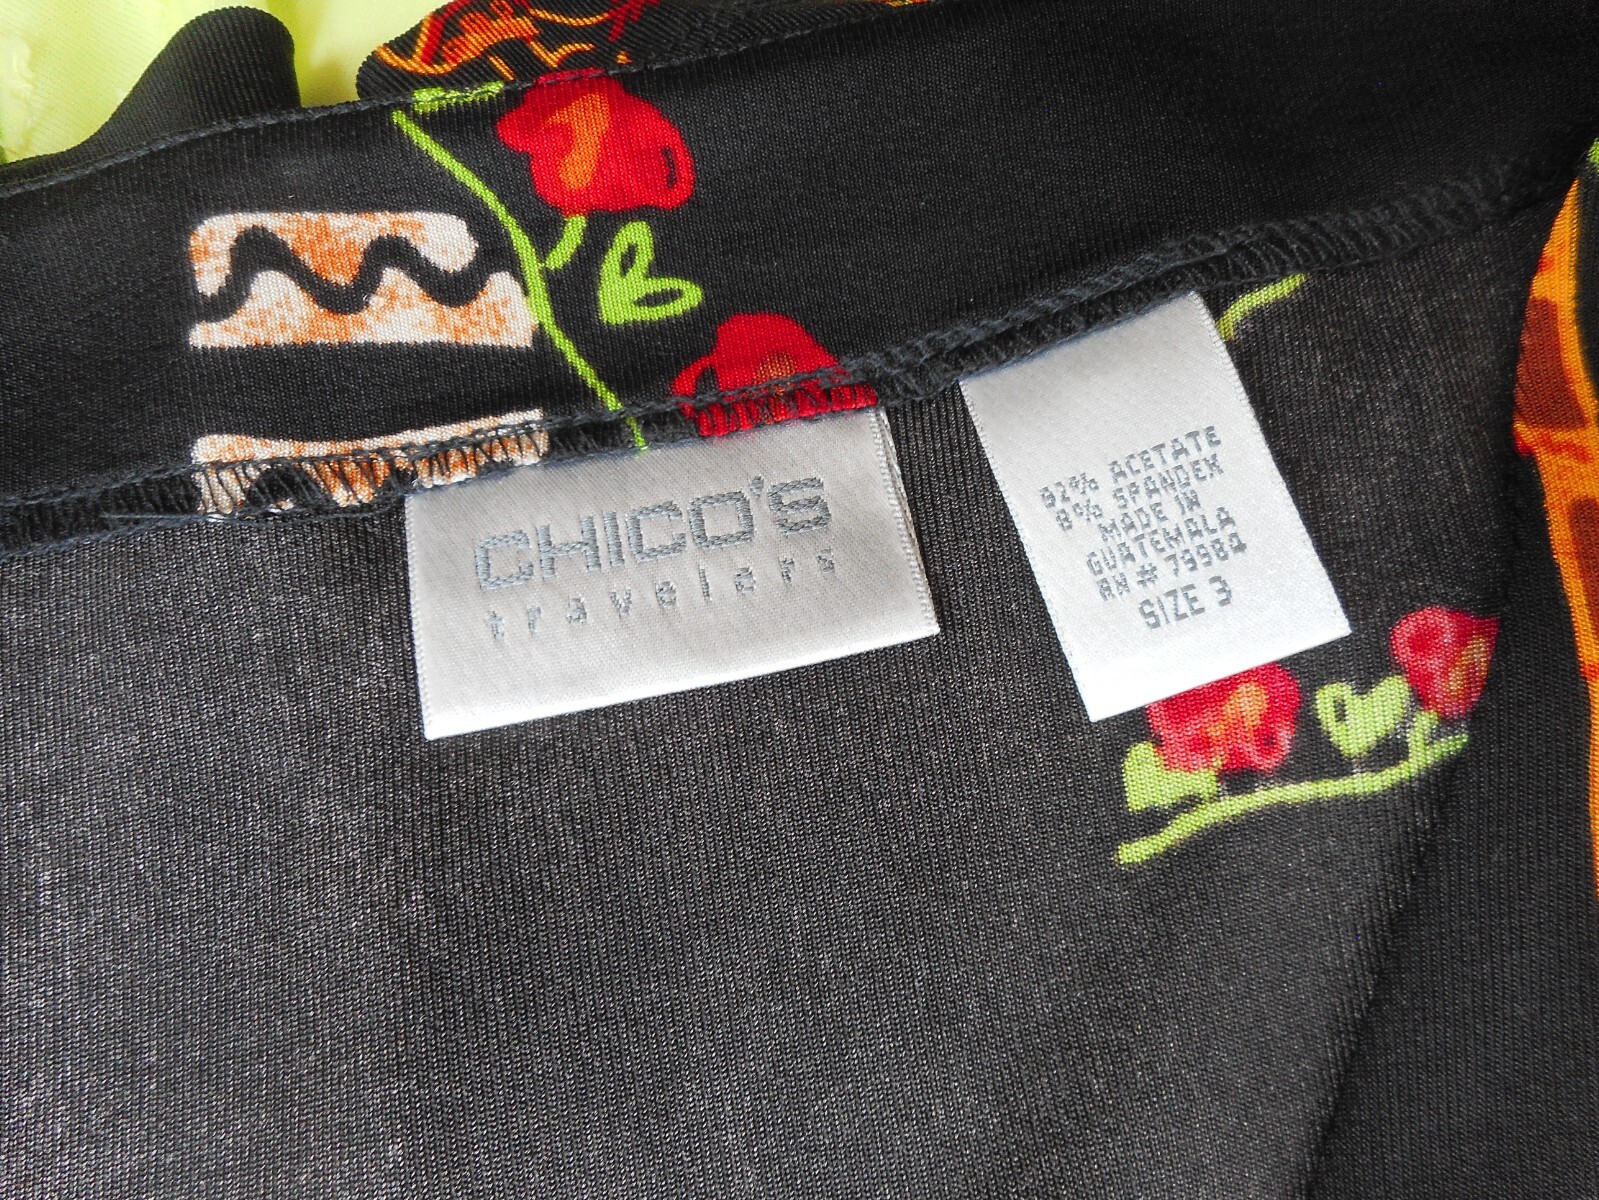 CHICO'S
travelers
92% ACETATE
8% SPANDEX
MADE IN
GUATEMALA
RN # 79984
SIZE 3